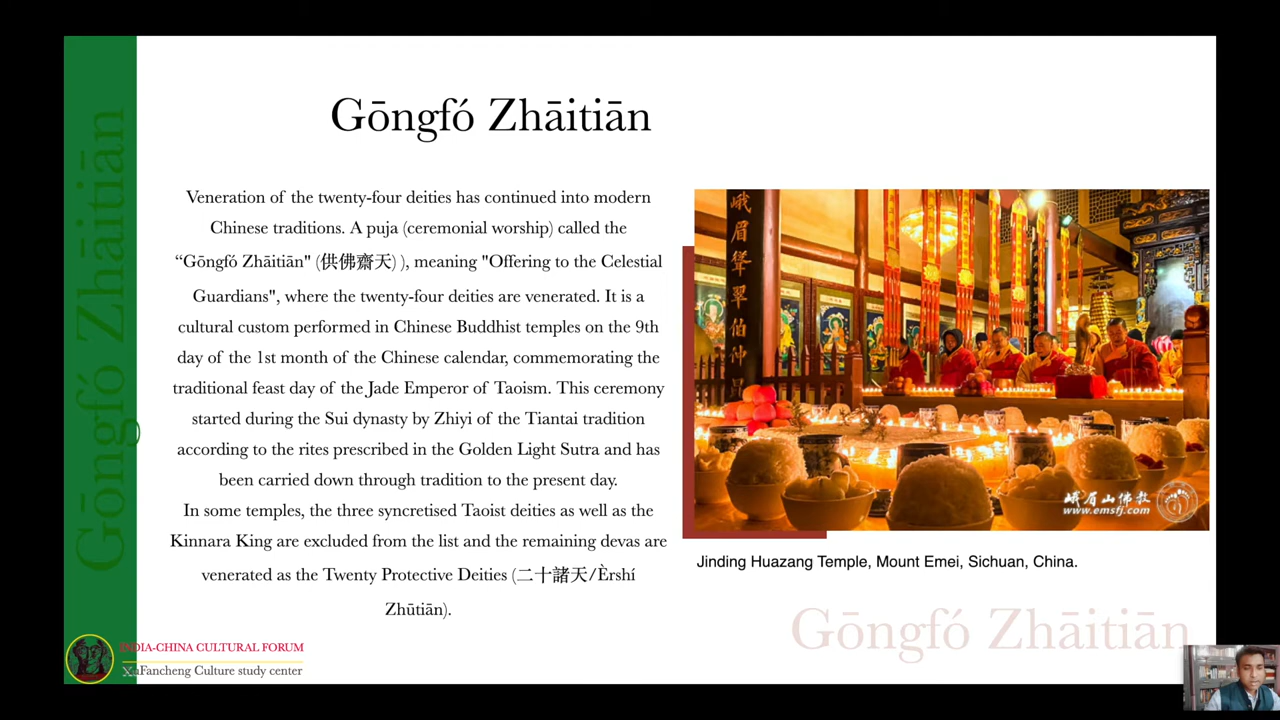 Gōngfó Zhāitiān
Gōngfó Zhāitiān
Veneration of the twenty-four deities has continued into modern
Chinese traditions. A puja (ceremonial worship) called the
“Gōngfó Zhāitiān" (供佛齋天) ), meaning "Offering to the Celestial
Guardians", where the twenty-four deities are venerated. It is a
cultural custom performed in Chinese Buddhist temples on the 9th
day of the 1st month of the Chinese calendar, commemorating the
traditional feast day of the Jade Emperor of Taoism. This ceremony
started during the Sui dynasty by Zhiyi of the Tiantai tradition
according to the rites prescribed in the Golden Light Sutra and has
been carried down through tradition to the present day.
In some temples, the three syncretised Taoist deities as well as the
Kinnara King are excluded from the list and the remaining devas are
venerated as the Twenty Protective Deities (二十諸天/Èrshí
Zhūtiān).
峨眉聳翠伯仲
峨眉山佛教
www.emsfj.com
Jinding Huazang Temple, Mount Emei, Sichuan, China.
Gōngfó Zhāitiān
INDIA-CHINA CULTURAL FORUM
XuFancheng Culture study center